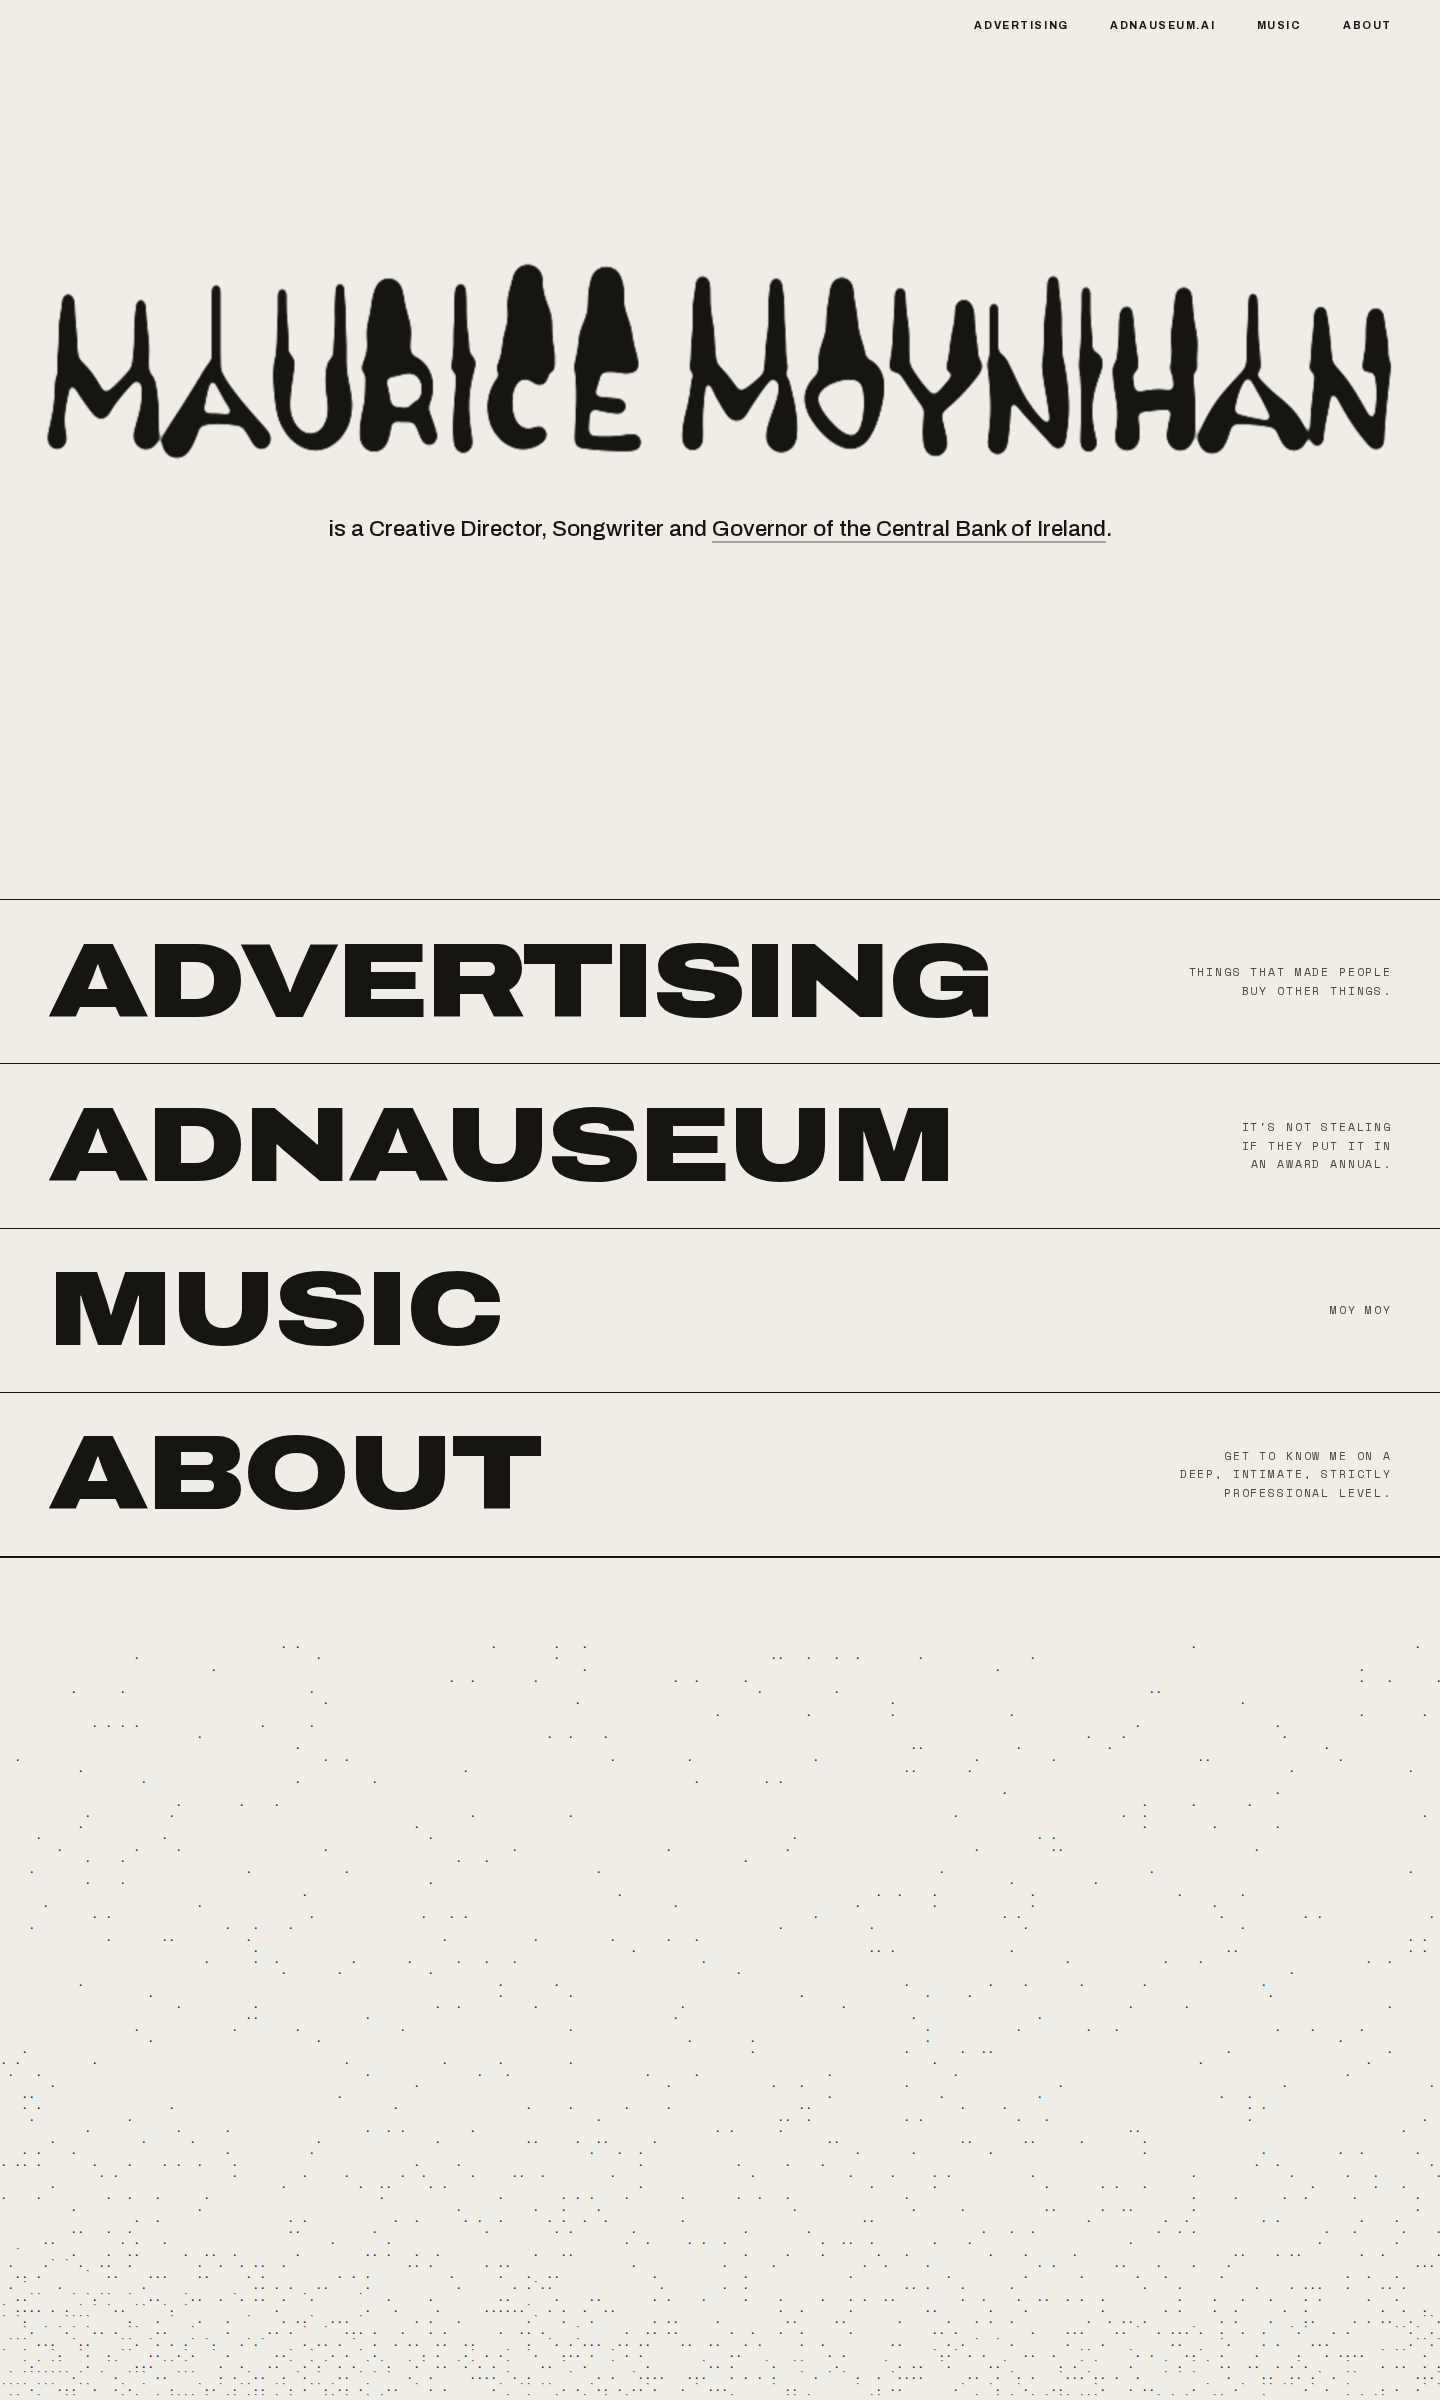 ADVERTISING ADNAUSEUM.AI MUSIC ABOUT
MAURICE MOYNIHAN
is a Creative Director, Songwriter and Governor of the Central Bank of Ireland.
ADVERTISING
THINGS THAT MADE PEOPLE
BUY OTHER THINGS.
ADNAUSEUM
IT'S NOT STEALING
IF THEY PUT IT IN
AN AWARD ANNUAL.
MUSIC
MOY MOY
ABOUT
GET TO KNOW ME ON A
DEEP, INTIMATE, STRICTLY
PROFESSIONAL LEVEL.